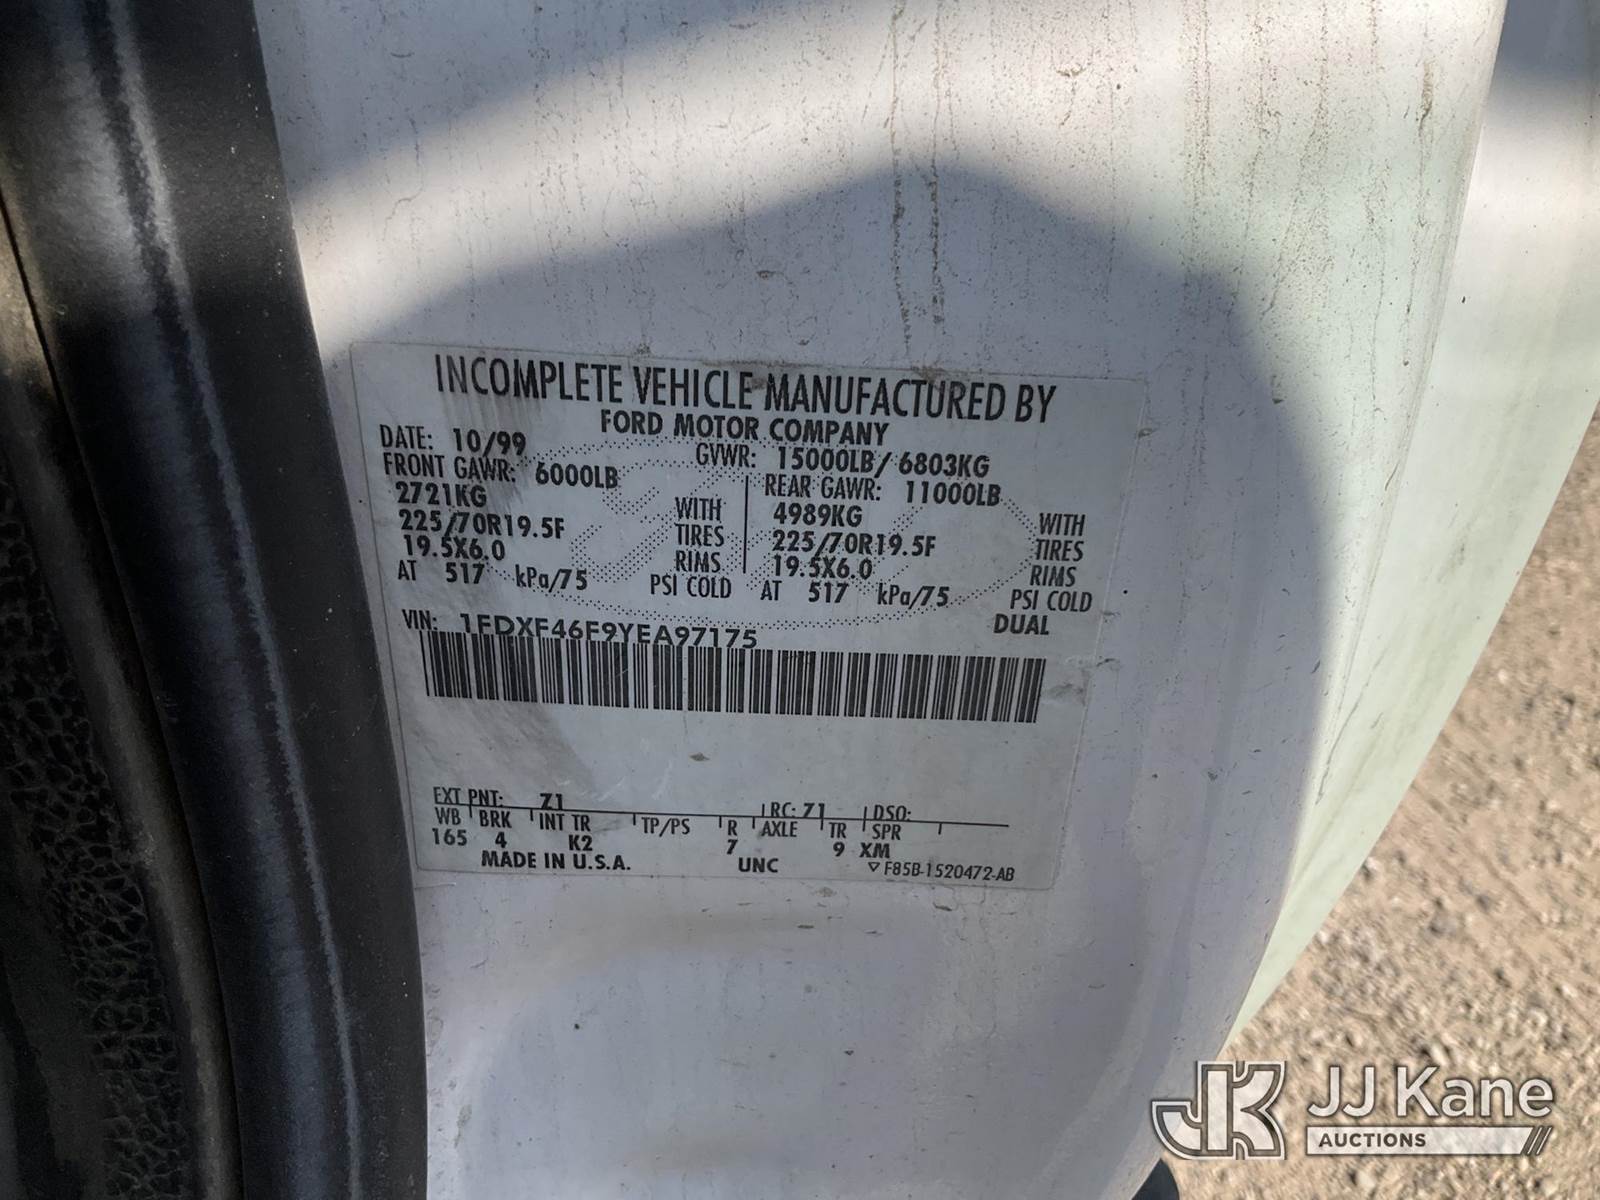 INCOMPLETE VEHICLE MANUFACTURED BY
FORD MOTOR COMPANY
DATE: 10/99 GVWR: 15000LB/ 6803KG
FRONT GAWR: 6000LB REAR GAWR: 11000LB
2721KG WITH 4989KG WITH
225/70R19.5F TIRES 225/70R19.5F TIRES
19.5X6.0 RIMS 19.5X6.0 RIMS
AT 517 kPa/75 PSI COLD AT 517 kPa/75 PSI COLD
DUAL
VIN: 1FDXF46F9YEA97175
EXT PNT: Z1 RC: 71 DSO:
WB BRK INT TR TP/PS R AXLE TR SPR
165 4 K2 7 9 XM
MADE IN U.S.A. UNC ▽ F85B-1520472-AB
JK JJ Kane
AUCTIONS